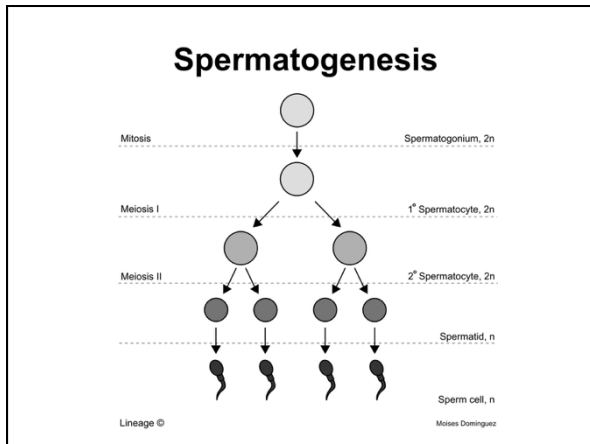 Spermatogenesis
Mitosis
Spermatogonium, 2n
Meiosis I
1° Spermatocyte, 2n
Meiosis II
2° Spermatocyte, 2n
Spermatid, n
Sperm cell, n
Lineage ©
Moises Dominguez